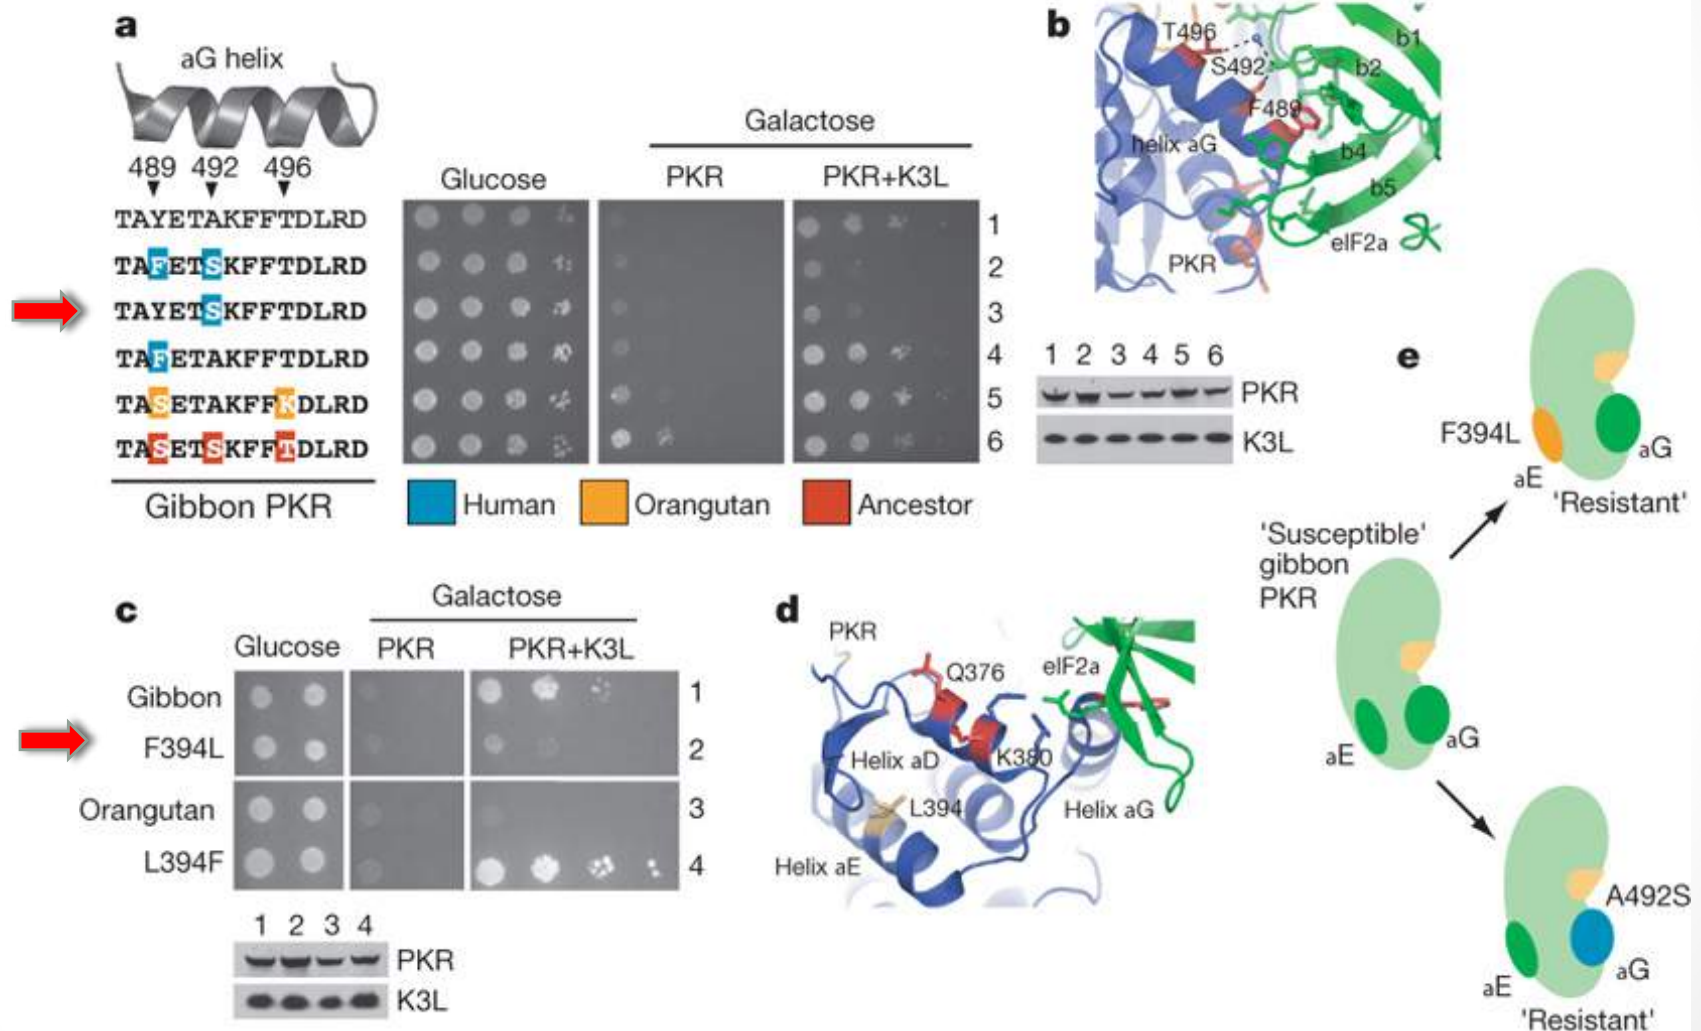 a
aG helix
489 492 496
TAYETAKFFTDLRD
TAFETSKFFTDLRD
TAYETSKFFTDLRD
TAFETAKFFTDLRD
TASETAKFFKDLRD
TASETSKFFTDLRD
Gibbon PKR
Galactose
Glucose PKR PKR+K3L
1
2
3
4
5
6
Human Orangutan Ancestor
b
T496
S492
F489
helix aG
PKR
b1
b2
b4
b5
eIF2a
1 2 3 4 5 6
PKR
K3L
c
Galactose
Glucose PKR PKR+K3L
Gibbon 1
F394L 2
Orangutan 3
L394F 4
1 2 3 4
PKR
K3L
d
PKR
Q376
eIF2a
Helix aD
K380
L394
Helix aG
Helix aE
e
F394L
aE
aG
'Resistant'
'Susceptible'
gibbon
PKR
aE
aG
A492S
aG
aE
'Resistant'